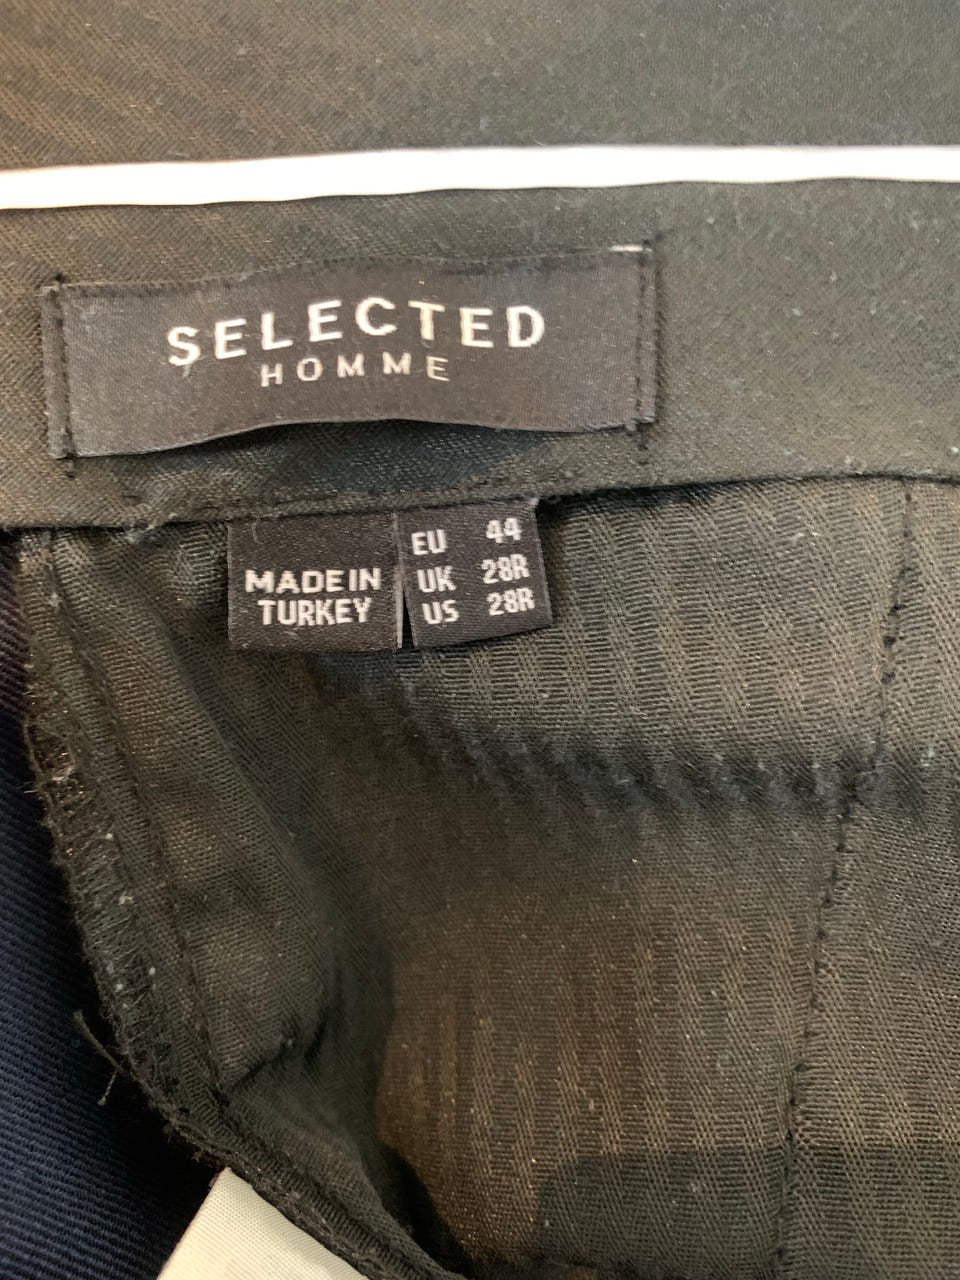 SELECTED
HOMME
MADE IN
TURKEY
EU 44
UK 28R
US 28R